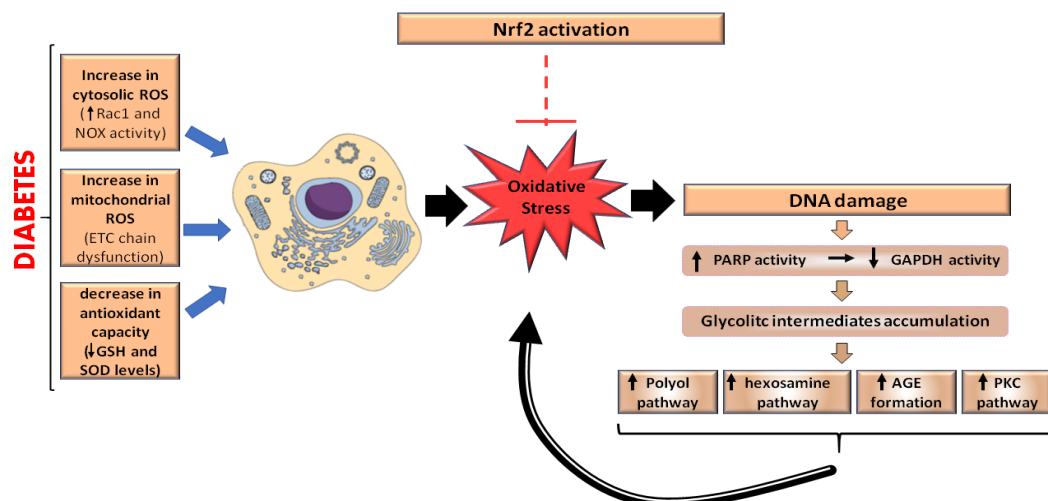 Nrf2 activation
DIABETES
Increase in
cytosolic ROS
(↑Rac1 and
NOX activity)
Increase in
mitochondrial
ROS
(ETC chain
dysfunction)
decrease in
antioxidant
capacity
(↓GSH and
SOD levels)
Oxidative
Stress
DNA damage
↑ PARP activity → ↓ GAPDH activity
Glycolitc intermediates accumulation
↑ Polyol
pathway
↑ hexosamine
pathway
↑ AGE
formation
↑ PKC
pathway